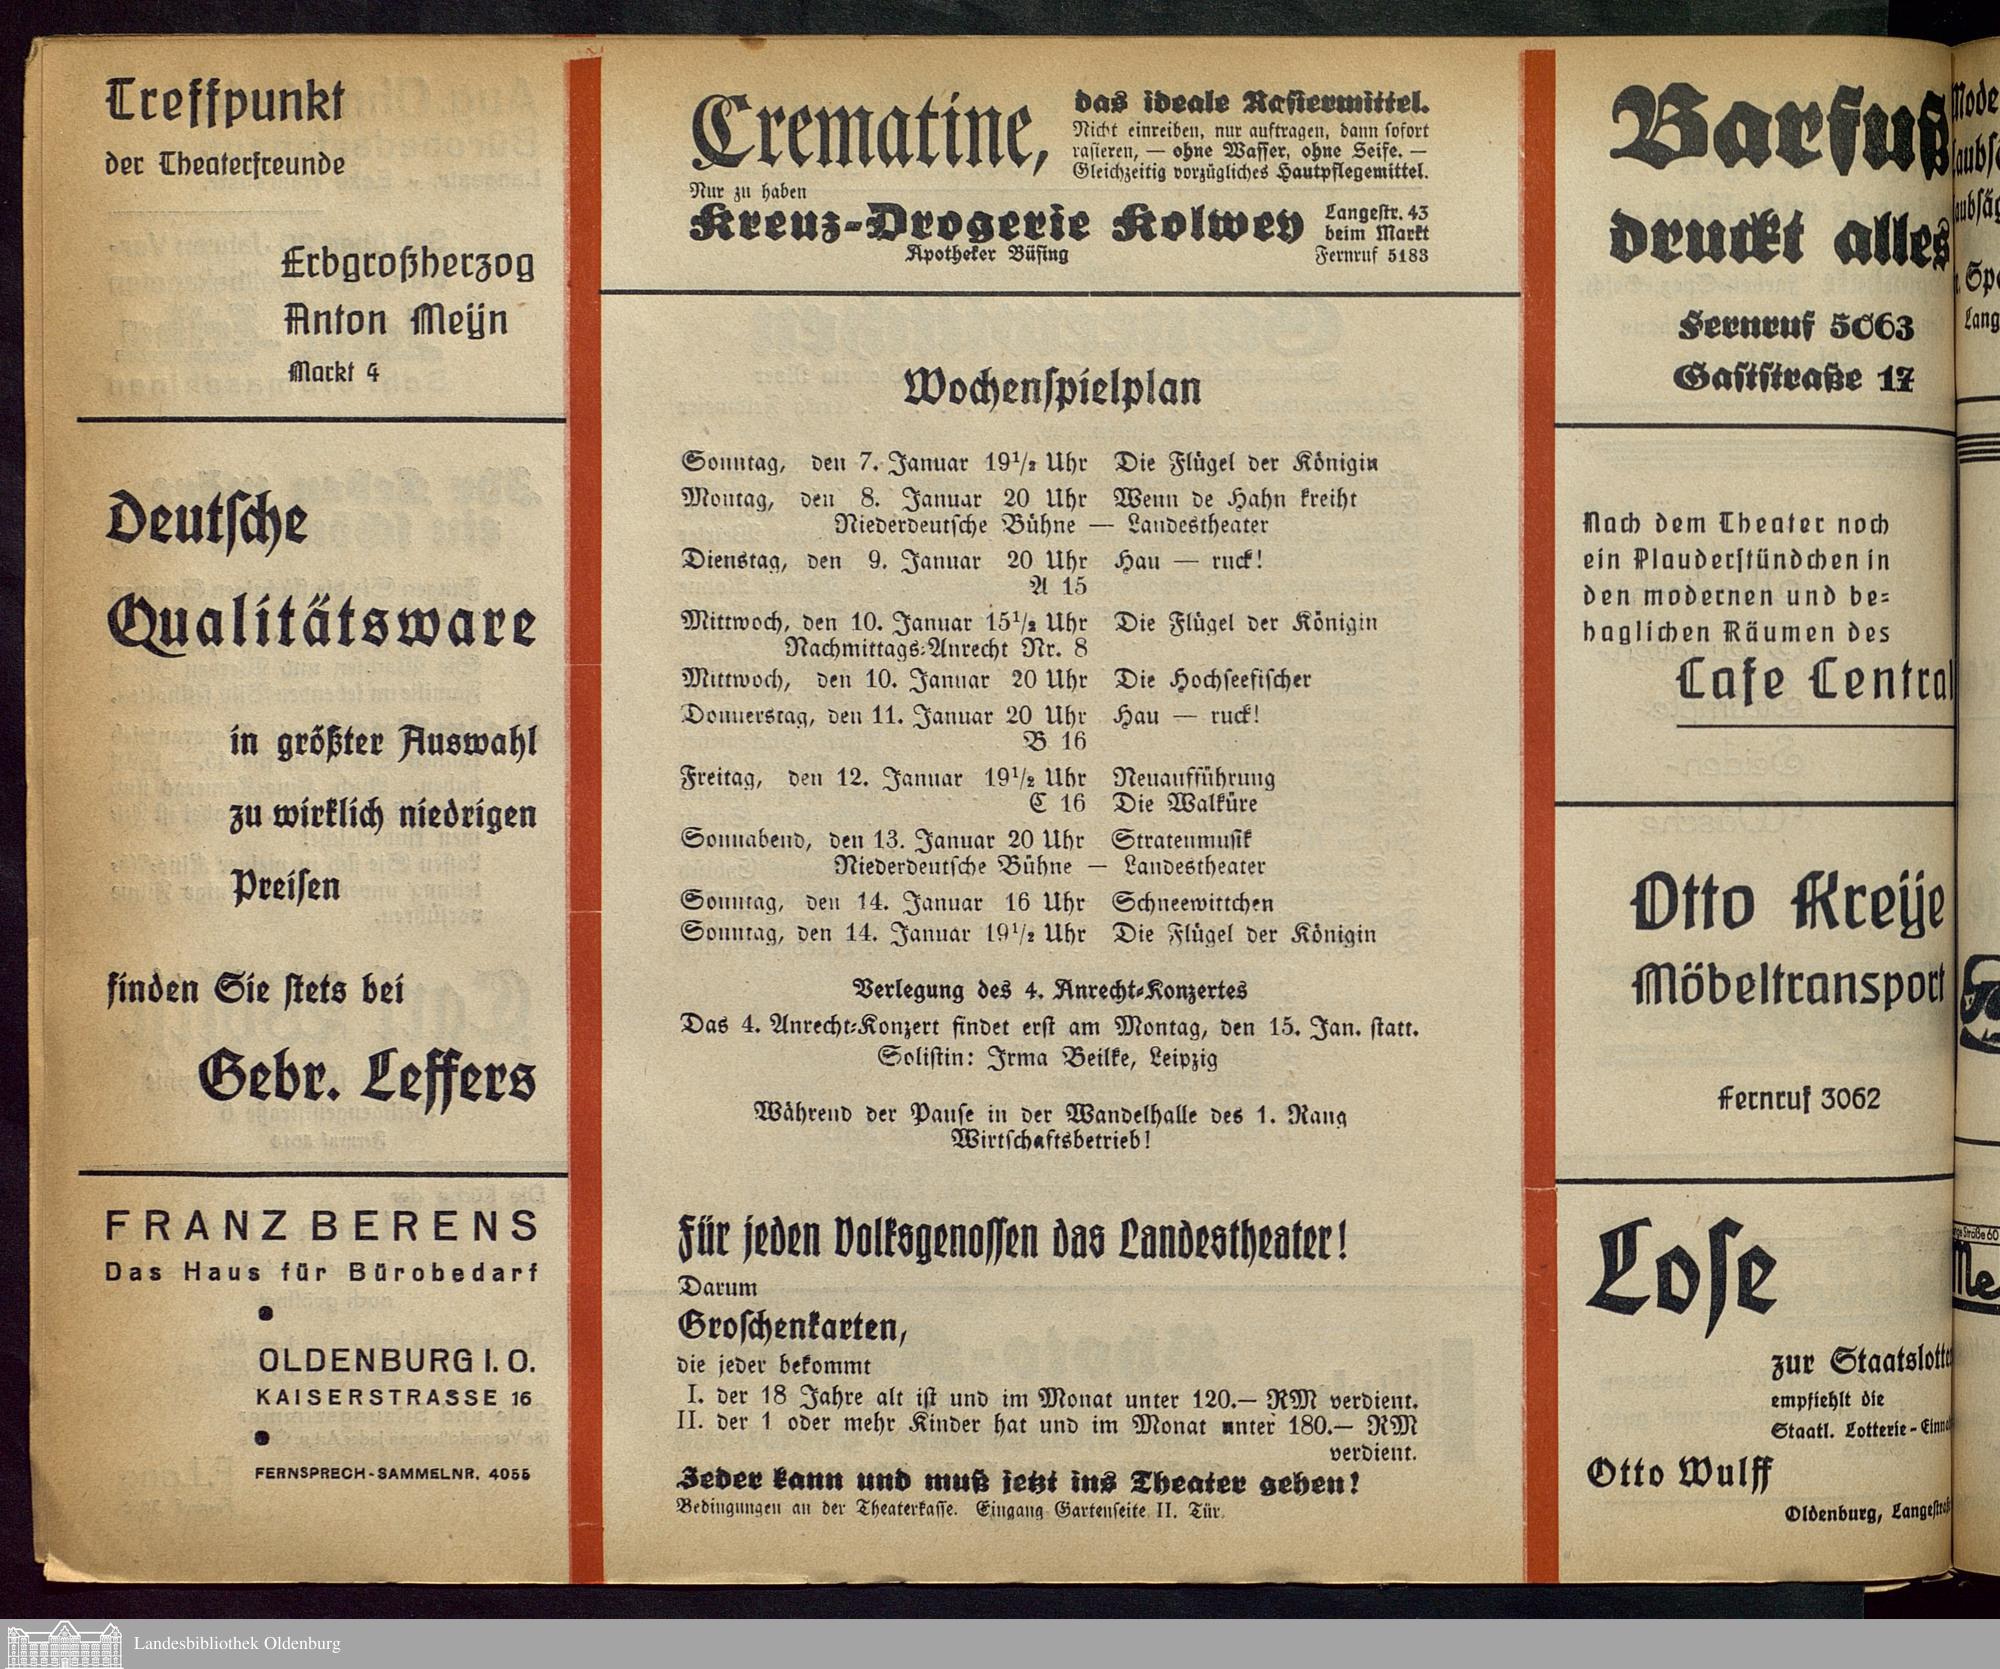 Treffpunkt
der Theaterfreunde
Erbgroßherzog
Anton Meijn
Markt 4
Deutsche
Qualitätsware
in größter Auswahl
zu wirklich niedrigen
Preisen
finden Sie stets bei
Gebr. Leffers
FRANZ BERENS
Das Haus für Bürobedarf
OLDENBURG I. O.
KAISERSTRASSE 16
FERNSPRECH-SAMMELNR. 4055
Crematine,
das ideale Rasiermittel.
Nicht einreiben, nur auftragen, dann sofort
rasieren, — ohne Wasser, ohne Seife. —
Gleichzeitig vorzügliches Hautpflegemittel.
Nur zu haben
Kreuz-Drogerie Kolwey
Apotheker Büsing
Langestr. 43
beim Markt
Fernruf 5183
Wochenspielplan
Sonntag, den 7. Januar 19½ Uhr Die Flügel der Königin
Montag, den 8. Januar 20 Uhr Wenn de Hahn kreiht
Niederdeutsche Bühne — Landestheater
Dienstag, den 9. Januar 20 Uhr Hau — ruck!
A 15
Mittwoch, den 10. Januar 15½ Uhr Die Flügel der Königin
Nachmittags-Anrecht Nr. 8
Mittwoch, den 10. Januar 20 Uhr Die Hochseefischer
Donnerstag, den 11. Januar 20 Uhr Hau — ruck!
B 16
Freitag, den 12. Januar 19½ Uhr Neuaufführung
C 16 Die Walküre
Sonnabend, den 13. Januar 20 Uhr Stratenmusik
Niederdeutsche Bühne — Landestheater
Sonntag, den 14. Januar 16 Uhr Schneewittchen
Sonntag, den 14. Januar 19½ Uhr Die Flügel der Königin
Verlegung des 4. Anrecht-Konzertes
Das 4. Anrecht-Konzert findet erst am Montag, den 15. Jan. statt.
Solistin: Irma Beilke, Leipzig
Während der Pause in der Wandelhalle des 1. Rang
Wirtschaftsbetrieb!
Für jeden Volksgenossen das Landestheater!
Darum
Groschenkarten,
die jeder bekommt
I. der 18 Jahre alt ist und im Monat unter 120.— RM verdient.
II. der 1 oder mehr Kinder hat und im Monat unter 180.— RM
verdient.
Jeder kann und muß jetzt ins Theater gehen!
Bedingungen an der Theaterkasse. Eingang Gartenseite II. Tür.
Barfuß
druckt alles
Fernruf 5063
Gaststraße 17
Nach dem Theater noch
ein Plauderstündchen in
den modernen und be-
haglichen Räumen des
Cafe Central
Otto Kreije
Möbeltransport
Fernruf 3062
Lose
zur Staatslotte
empfiehlt die
Staatl. Lotterie-Einn
Otto Wulff
Oldenburg, Langestraß
Landesbibliothek Oldenburg